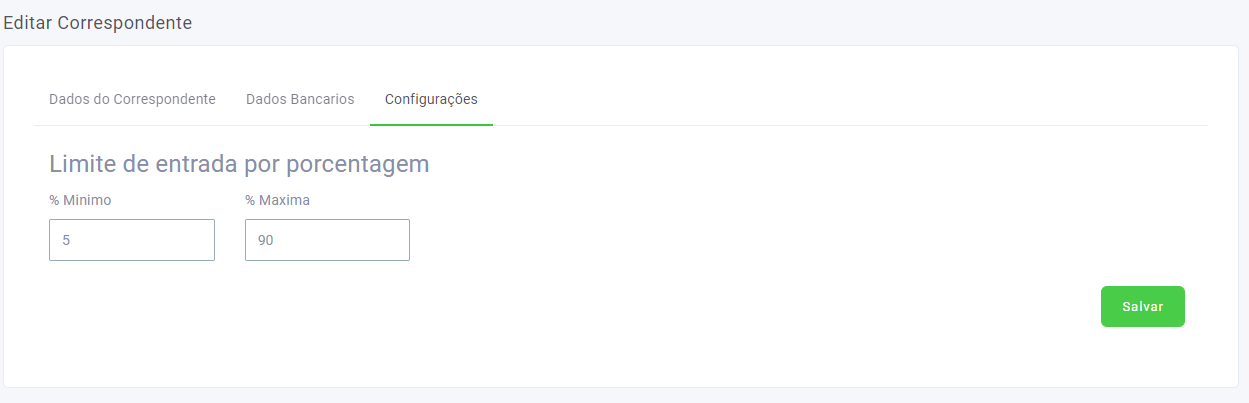 Editar Correspondente
Dados do Correspondente Dados Bancarios Configurações
Limite de entrada por porcentagem
% Minimo % Maxima
5 90
Salvar